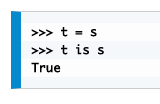 >>> t = s
>>> t is s
True